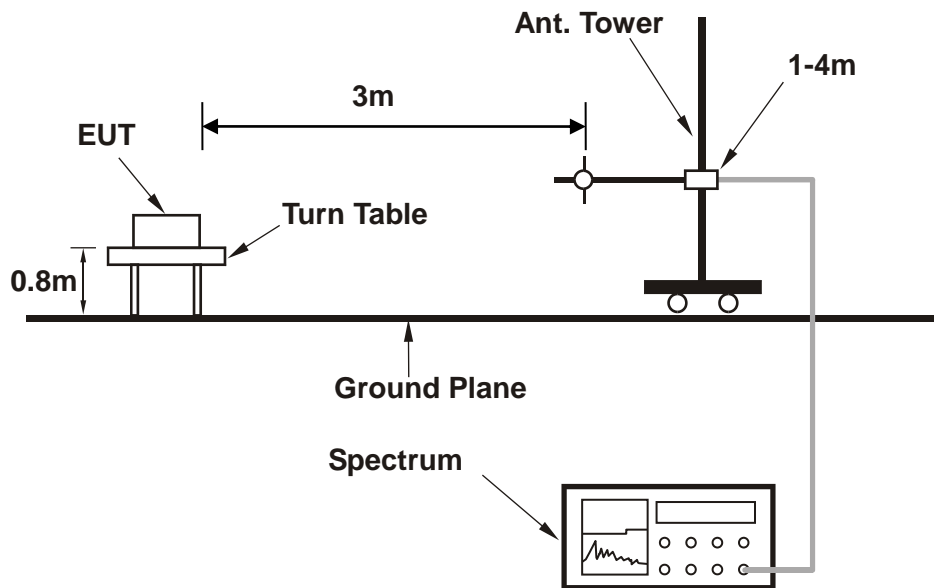 Ant. Tower
1-4m
3m
EUT
Turn Table
0.8m
Ground Plane
Spectrum